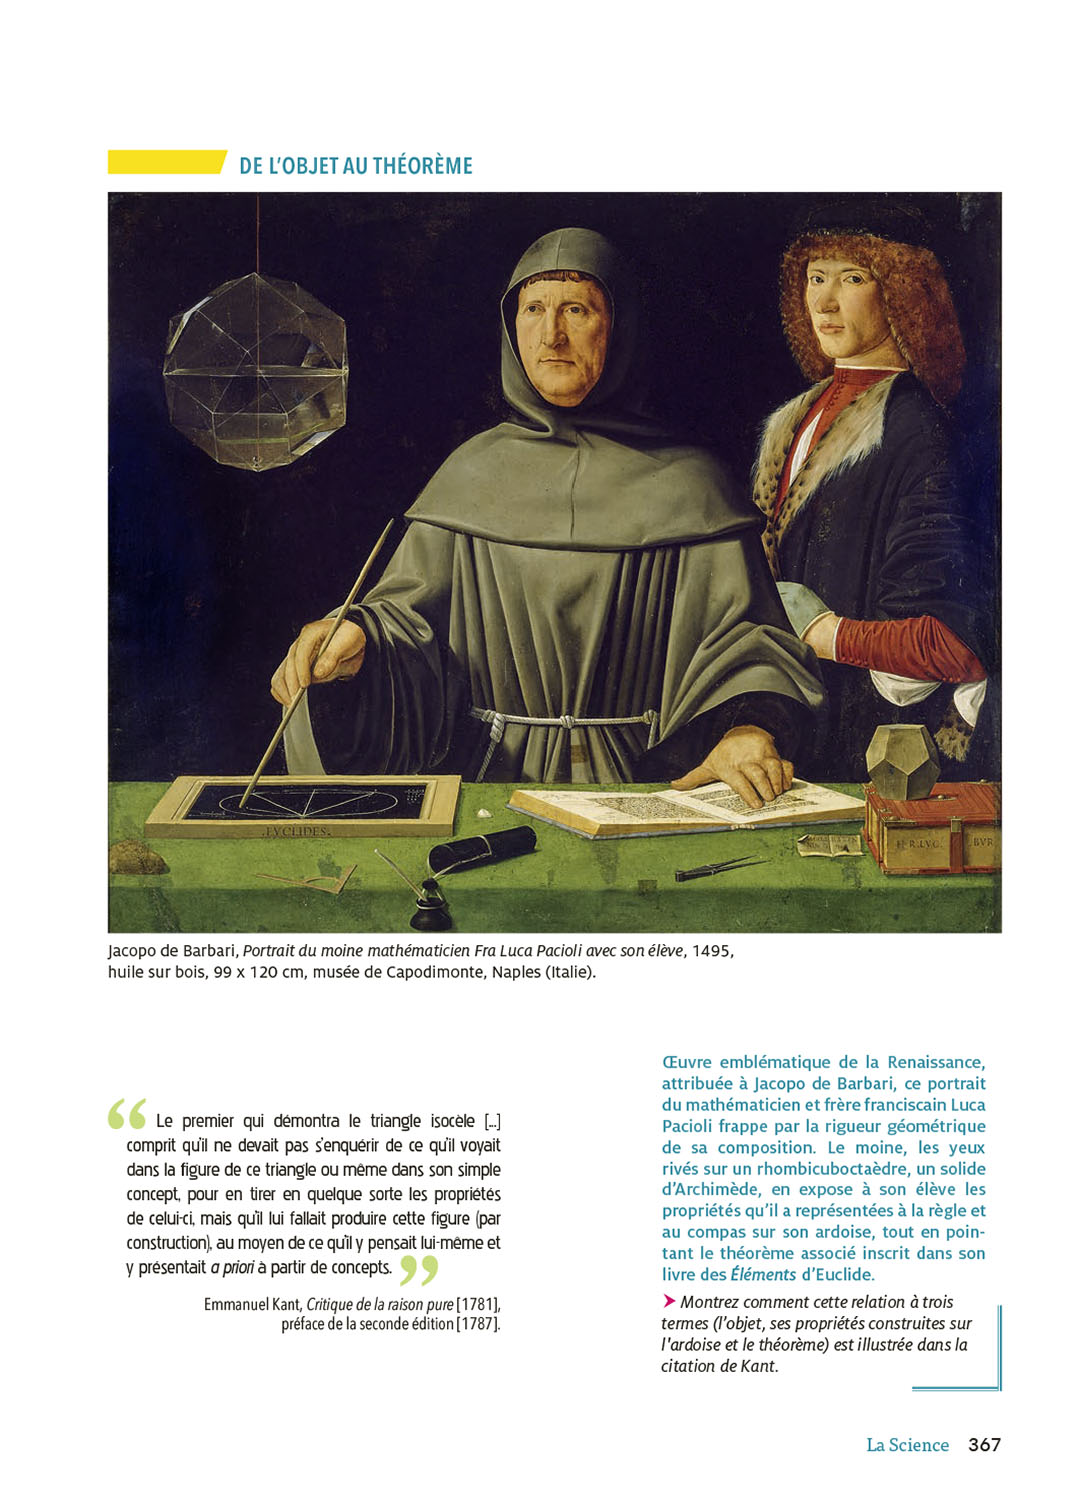 DE L'OBJET AU THÉORÈME
.EVCLIDES.
H.R.LVC.
BVR
Jacopo de Barbari, Portrait du moine mathématicien Fra Luca Pacioli avec son élève, 1495,
huile sur bois, 99 x 120 cm, musée de Capodimonte, Naples (Italie).
“ Le premier qui démontra le triangle isocèle [...]
comprit qu'il ne devait pas s'enquérir de ce qu'il voyait
dans la figure de ce triangle ou même dans son simple
concept, pour en tirer en quelque sorte les propriétés
de celui-ci, mais qu'il lui fallait produire cette figure (par
construction), au moyen de ce qu'il y pensait lui-même et
y présentait a priori à partir de concepts. ”
Emmanuel Kant, Critique de la raison pure [1781],
préface de la seconde édition [1787].
Œuvre emblématique de la Renaissance,
attribuée à Jacopo de Barbari, ce portrait
du mathématicien et frère franciscain Luca
Pacioli frappe par la rigueur géométrique
de sa composition. Le moine, les yeux
rivés sur un rhombicuboctaèdre, un solide
d'Archimède, en expose à son élève les
propriétés qu'il a représentées à la règle et
au compas sur son ardoise, tout en poin-
tant le théorème associé inscrit dans son
livre des Éléments d'Euclide.
➤ Montrez comment cette relation à trois
termes (l'objet, ses propriétés construites sur
l'ardoise et le théorème) est illustrée dans la
citation de Kant.
La Science 367